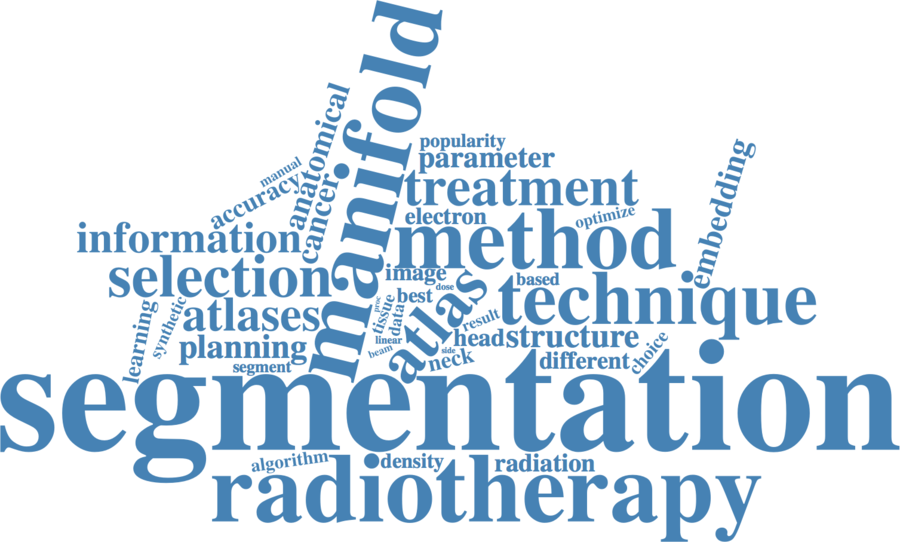 manifold
popularity
parameter
anatomical
manual
accuracy
cancer
treatment
embedding
electron
optimize
information
method
selection
image
dose
based
technique
atlas
best
tissue
data
proc
learning
synthetic
atlases
result
linear
head
structure
planning
beam
side
neck
different
choice
segment
segmentation
algorithm
density
radiation
radiotherapy